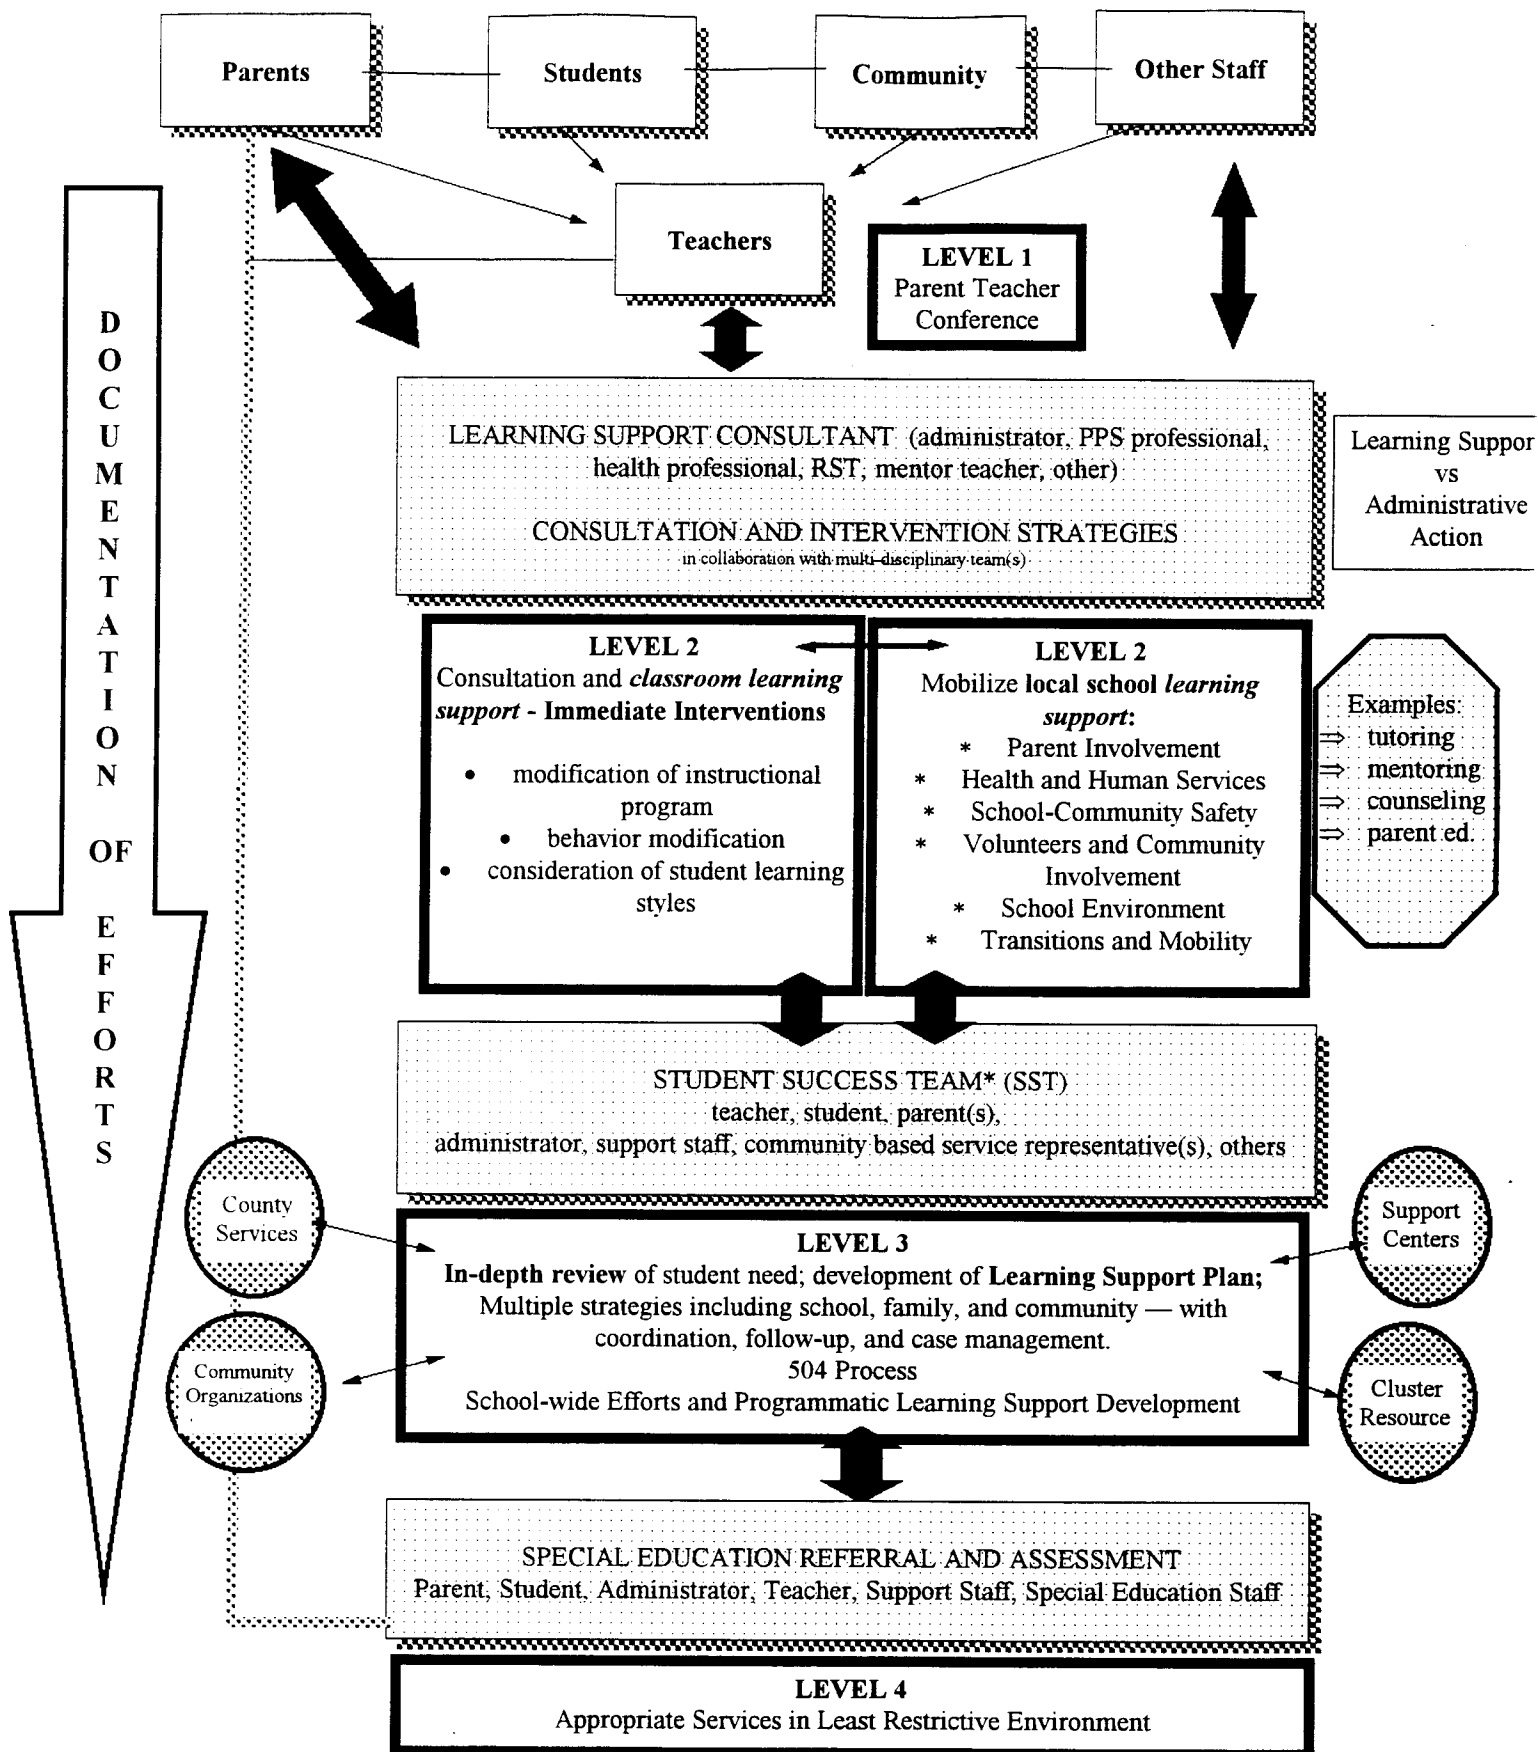 Parents
Students
Community
Other Staff
Teachers
LEVEL 1
Parent Teacher
Conference
D
O
C
U
M
E
N
T
A
T
I
O
N
OF
E
F
F
O
R
T
S
LEARNING SUPPORT CONSULTANT (administrator, PPS professional,
health professional, RST, mentor teacher, other)
CONSULTATION AND INTERVENTION STRATEGIES
in collaboration with multi-disciplinary team(s)
Learning Suppor
vs
Administrative
Action
LEVEL 2
Consultation and classroom learning
support - Immediate Interventions
• modification of instructional
program
• behavior modification
• consideration of student learning
styles
LEVEL 2
Mobilize local school learning
support:
* Parent Involvement
* Health and Human Services
* School-Community Safety
* Volunteers and Community
Involvement
* School Environment
* Transitions and Mobility
Examples:
⇒ tutoring
⇒ mentoring
⇒ counseling
⇒ parent ed.
STUDENT SUCCESS TEAM* (SST)
teacher, student, parent(s),
administrator, support staff, community based service representative(s), others
County
Services
Community
Organizations
LEVEL 3
In-depth review of student need; development of Learning Support Plan;
Multiple strategies including school, family, and community — with
coordination, follow-up, and case management.
504 Process
School-wide Efforts and Programmatic Learning Support Development
Support
Centers
Cluster
Resource
SPECIAL EDUCATION REFERRAL AND ASSESSMENT
Parent, Student, Administrator, Teacher, Support Staff, Special Education Staff
LEVEL 4
Appropriate Services in Least Restrictive Environment